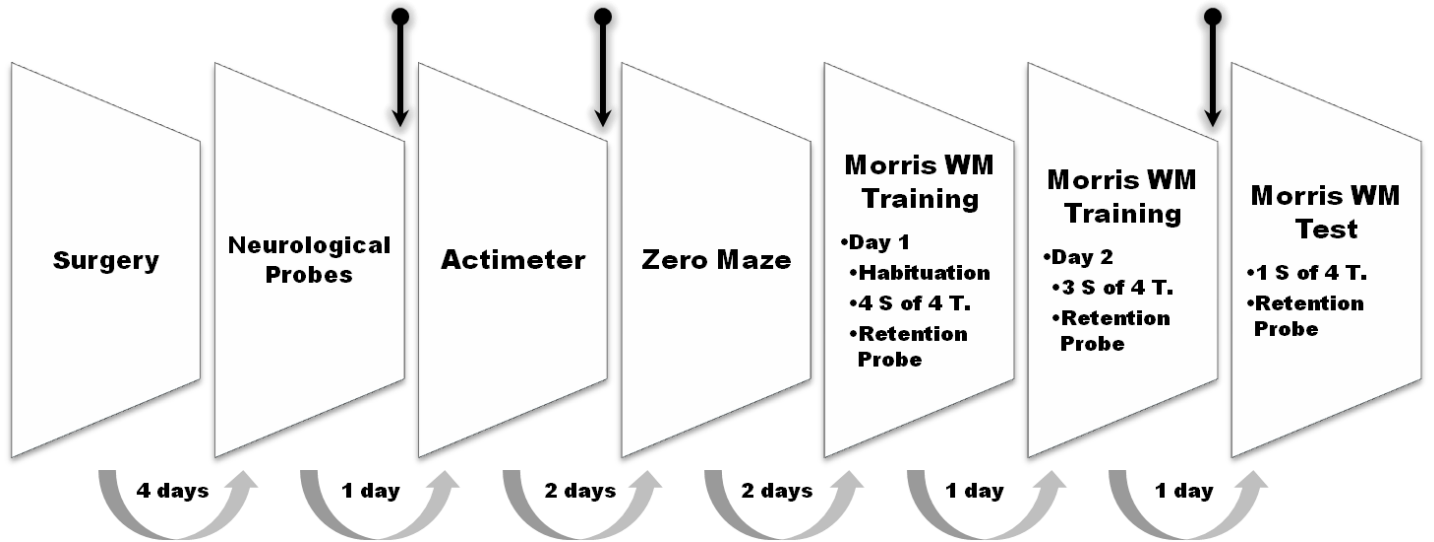 Surgery
Neurological
Probes
Actimeter
Zero Maze
Morris WM
Training
•Day 1
•Habituation
•4 S of 4 T.
•Retention
Probe
Morris WM
Training
•Day 2
•3 S of 4 T.
•Retention
Probe
Morris WM
Test
•1 S of 4 T.
•Retention
Probe
4 days
1 day
2 days
2 days
1 day
1 day